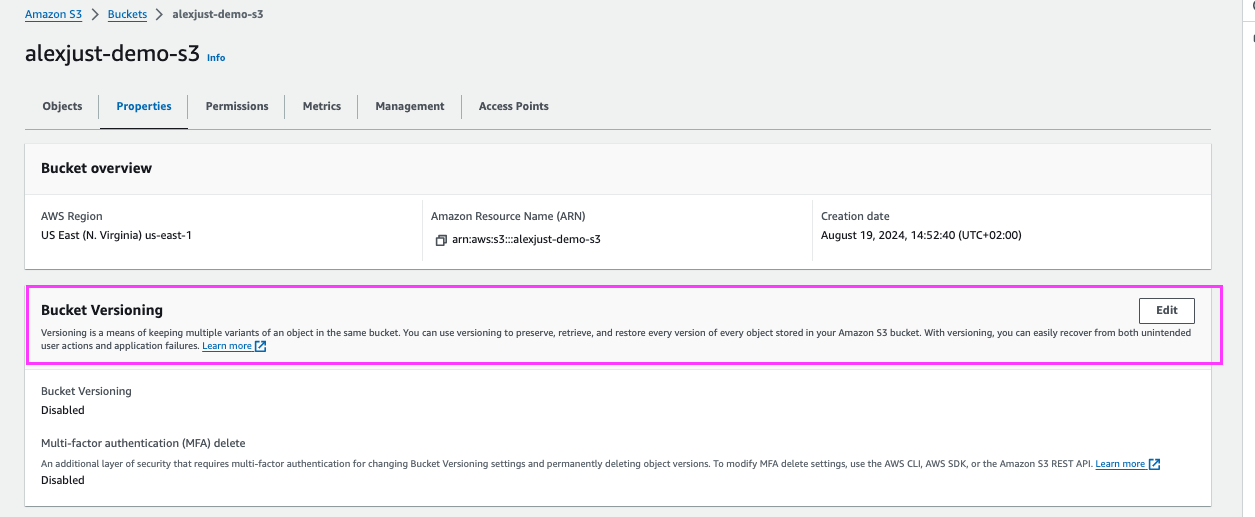 Amazon S3 > Buckets > alexjust-demo-s3
alexjust-demo-s3 Info
Objects Properties Permissions Metrics Management Access Points
Bucket overview
AWS Region
US East (N. Virginia) us-east-1
Amazon Resource Name (ARN)
arn:aws:s3:::alexjust-demo-s3
Creation date
August 19, 2024, 14:52:40 (UTC+02:00)
Bucket Versioning
Edit
Versioning is a means of keeping multiple variants of an object in the same bucket. You can use versioning to preserve, retrieve, and restore every version of every object stored in your Amazon S3 bucket. With versioning, you can easily recover from both unintended
user actions and application failures. Learn more
Bucket Versioning
Disabled
Multi-factor authentication (MFA) delete
An additional layer of security that requires multi-factor authentication for changing Bucket Versioning settings and permanently deleting object versions. To modify MFA delete settings, use the AWS CLI, AWS SDK, or the Amazon S3 REST API. Learn more
Disabled